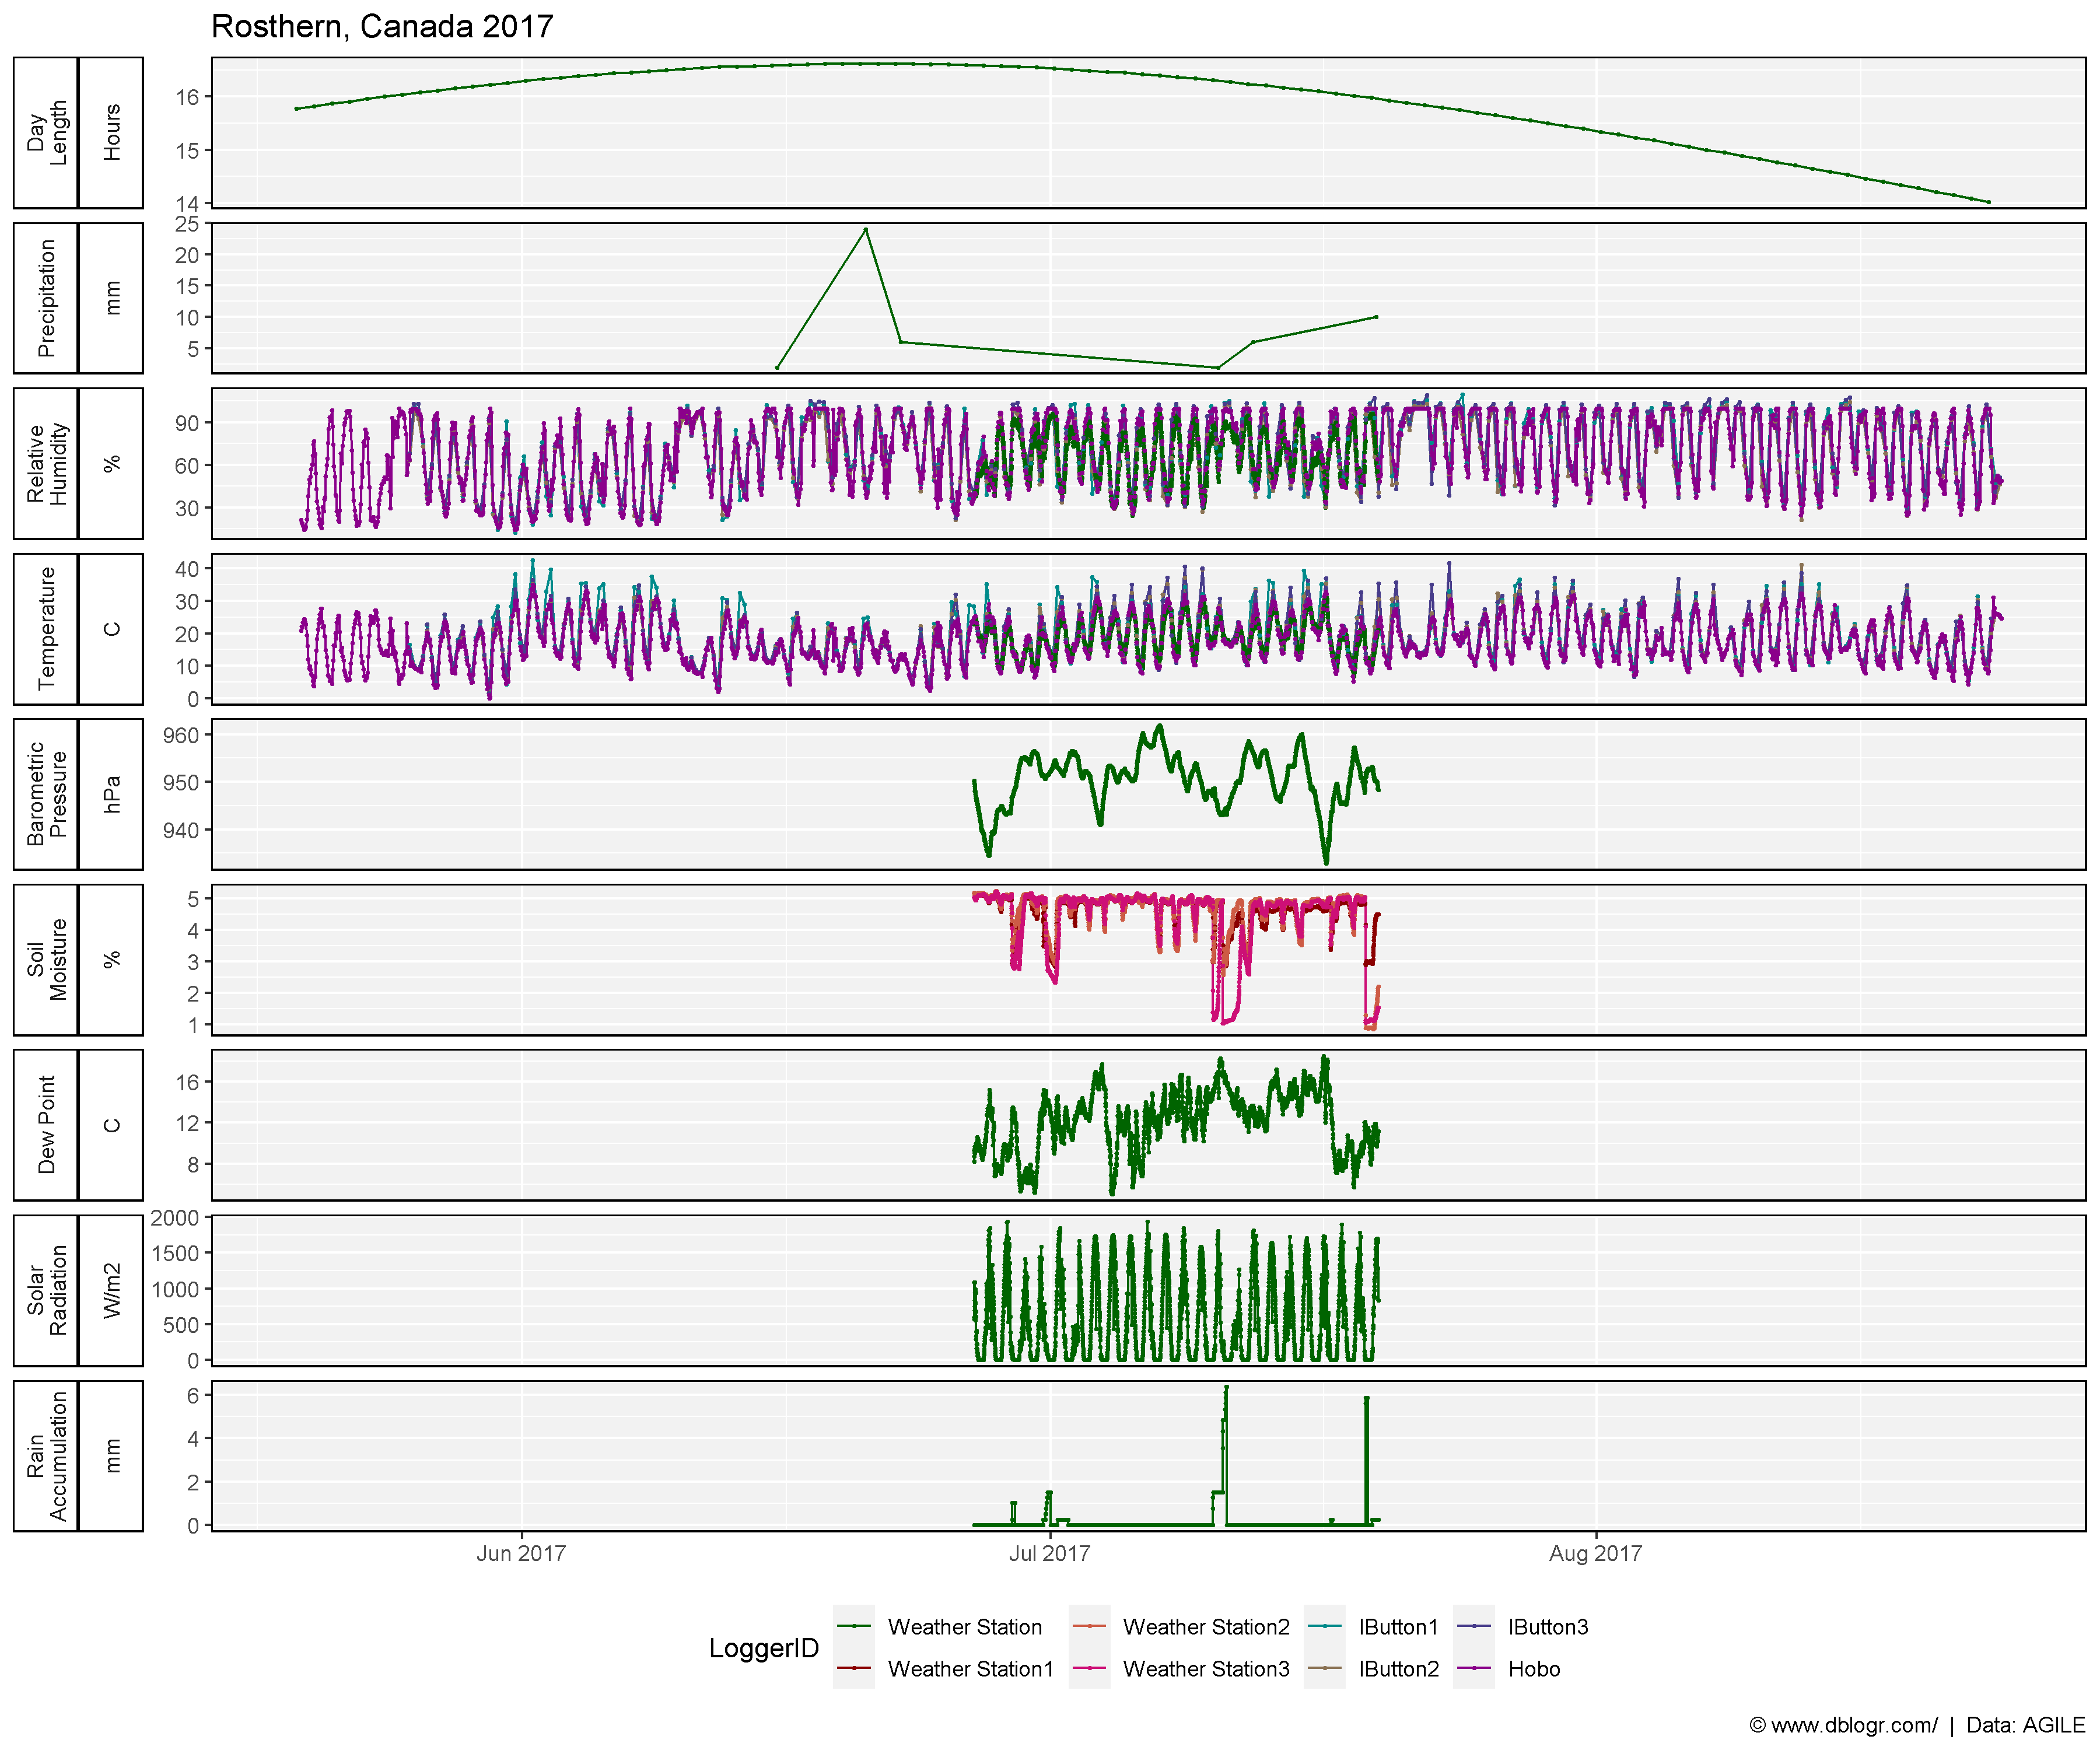 Rosthern, Canada 2017
Day
Length
Hours
16
15
14
Precipitation
mm
25
20
15
10
5
Relative
Humidity
%
90
60
30
Temperature
C
40
30
20
10
0
Barometric
Pressure
hPa
960
950
940
Soil
Moisture
%
5
4
3
2
1
Dew Point
C
16
12
8
Solar
Radiation
W/m2
2000
1500
1000
500
0
Rain
Accumulation
mm
6
4
2
0
Jun 2017
Jul 2017
Aug 2017
LoggerID
Weather Station
Weather Station2
IButton1
IButton3
Weather Station1
Weather Station3
IButton2
Hobo
© www.dblogr.com/ | Data: AGILE